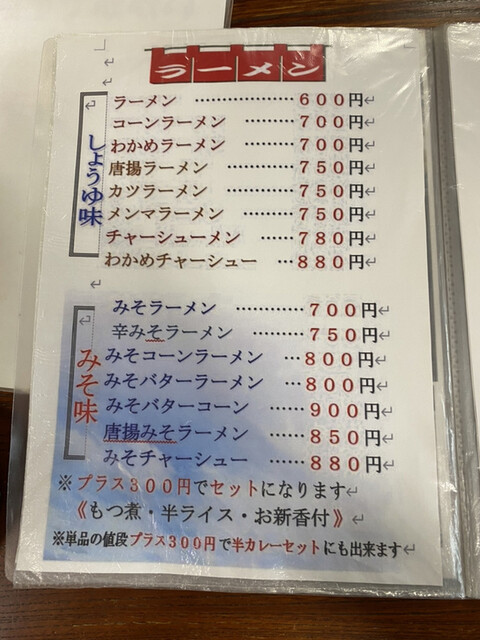 ラーメン
しょうゆ味
ラーメン …………………６００円
コーンラーメン …………７００円
わかめラーメン …………７００円
唐揚ラーメン ……………７５０円
カツラーメン ……………７５０円
メンマラーメン …………７５０円
チャーシューメン ……７８０円
わかめチャーシュー …８８０円
みそ味
みそラーメン ……………７００円
辛みそラーメン …………７５０円
みそコーンラーメン …８００円
みそバターラーメン …８００円
みそバターコーン ……９００円
唐揚みそラーメン ……８５０円
みそチャーシュー ……８８０円
※プラス３００円でセットになります
《もつ煮・半ライス・お新香付》
※単品の値段プラス３００円で半カレーセットにも出来ます